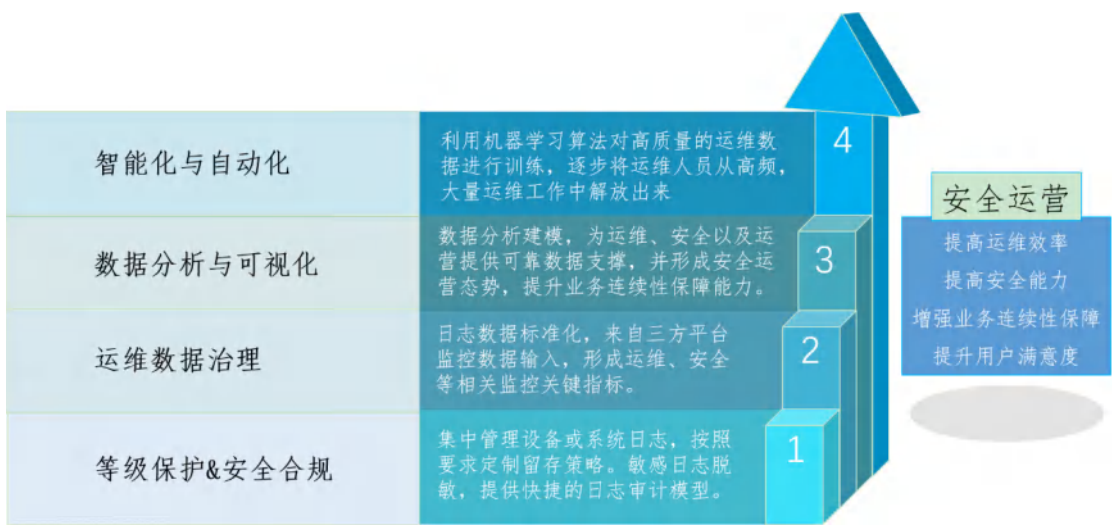 智能化与自动化
利用机器学习算法对高质量的运维数
据进行训练，逐步将运维人员从高频，
大量运维工作中解放出来
4
数据分析与可视化
数据分析建模，为运维、安全以及运
营提供可靠数据支撑，并形成安全运
营态势，提升业务连续性保障能力。
3
运维数据治理
日志数据标准化，来自三方平台
监控数据输入，形成运维、安全
等相关监控关键指标。
2
等级保护&安全合规
集中管理设备或系统日志，按照
要求定制留存策略。敏感日志脱
敏，提供快捷的日志审计模型。
1
安全运营
提高运维效率
提高安全能力
增强业务连续性保障
提升用户满意度